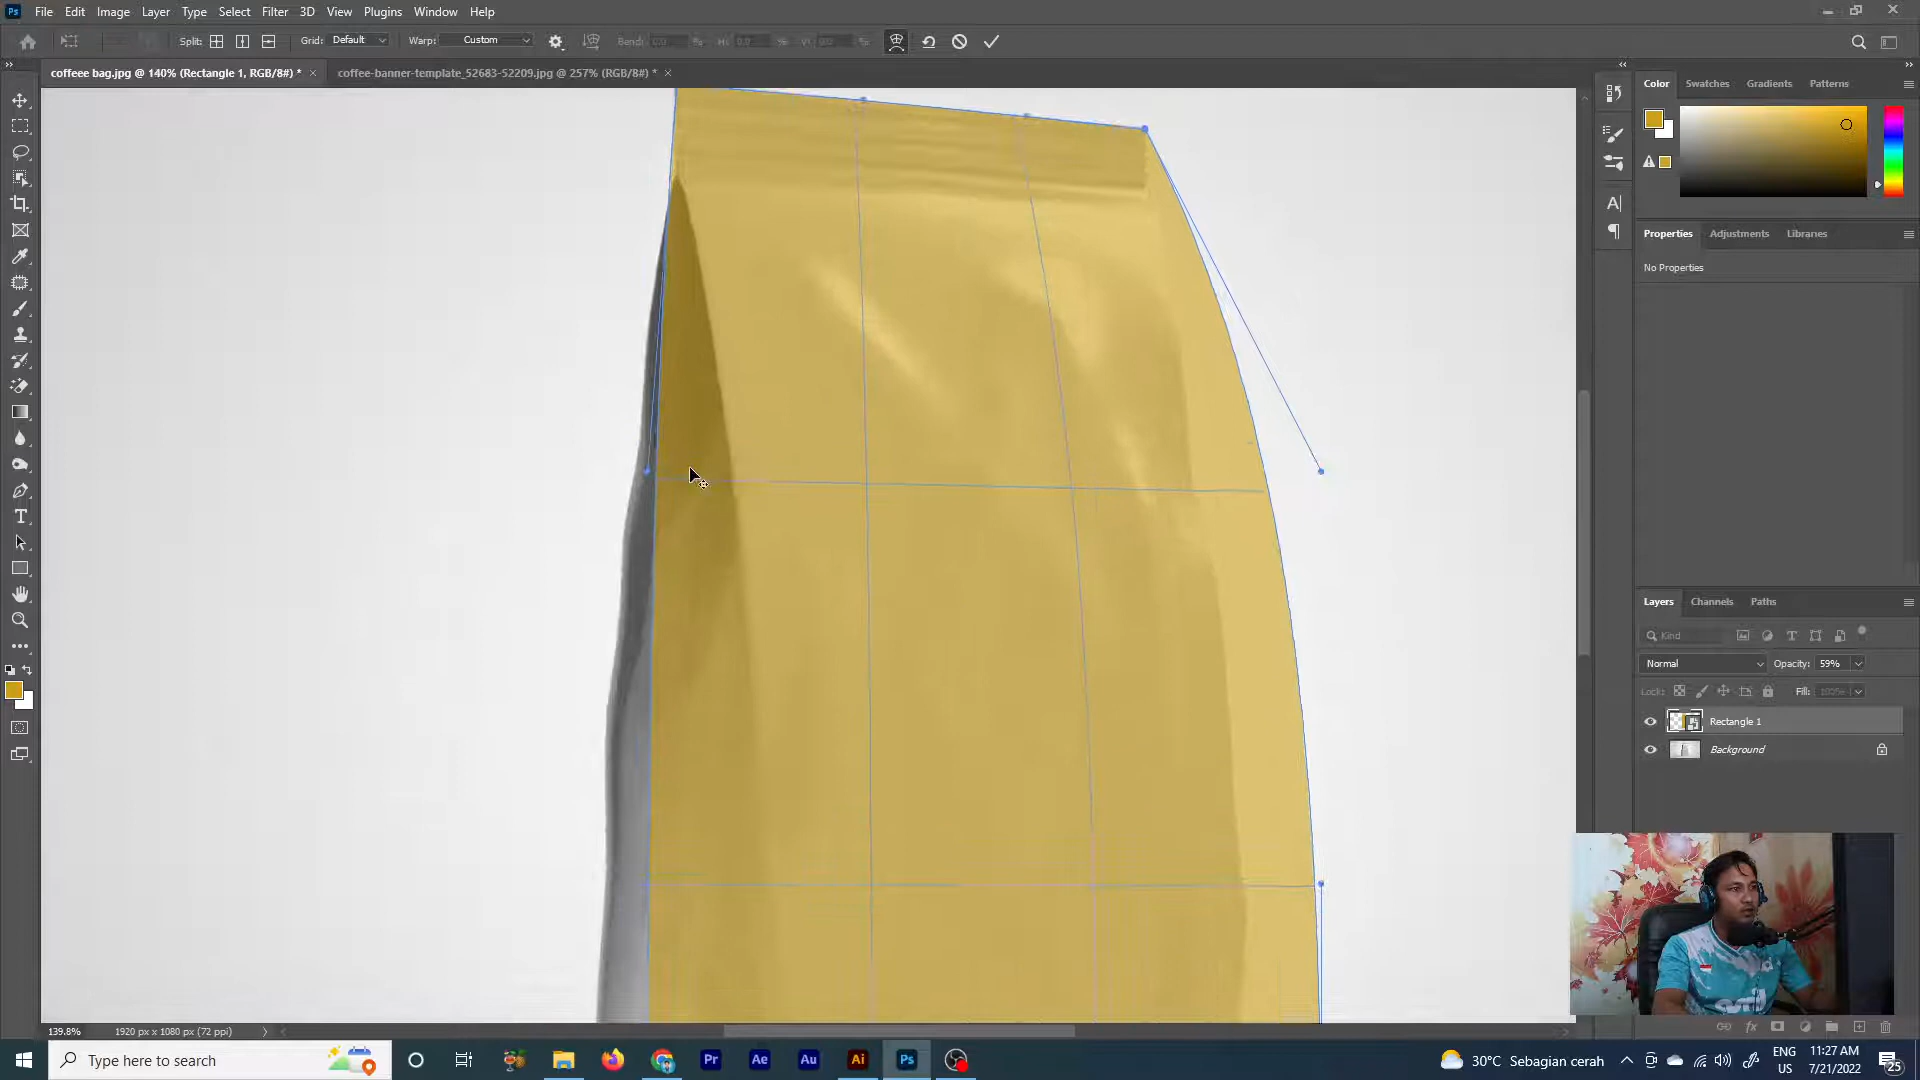 Ps File Edit Image Layer Type Select Filter 3D View Plugins Window Help
Split: Grid: Default Warp: Custom Bend: % H: % V: %
coffeee bag.jpg @ 140% (Rectangle 1, RGB/8#) * × coffee-banner-template_52683-52209.jpg @ 257% (RGB/8#) * ×
Color Swatches Gradients Patterns
Properties Adjustments Libraries
No Properties
Layers Channels Paths
Kind
Normal Opacity: 59%
Lock: Fill: 100%
Rectangle 1
Background
139.8% 1920 px x 1080 px (72 ppi)
Type here to search
Pr Ae Au Ai Ps
30°C Sebagian cerah
ENG
US
11:27 AM
7/21/2022
25